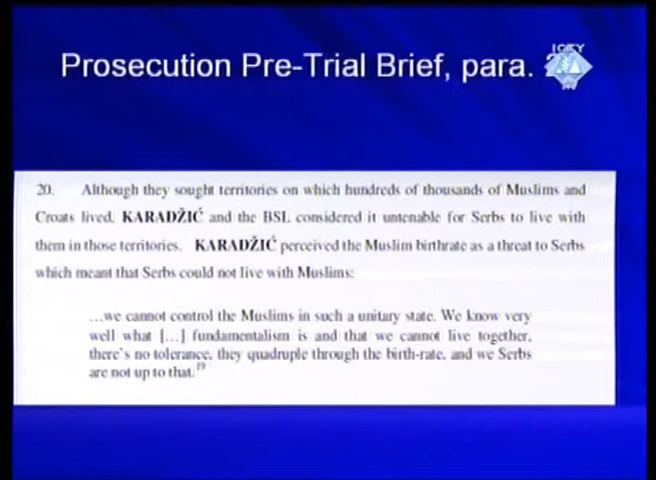 Prosecution Pre-Trial Brief, para.
ICTY
20. Although they sought territories on which hundreds of thousands of Muslims and
Croats lived, KARADŽIĆ and the BSL considered it untenable for Serbs to live with
them in those territories. KARADŽIĆ perceived the Muslim birthrate as a threat to Serbs
which meant that Serbs could not live with Muslims:
...we cannot control the Muslims in such a unitary state. We know very
well what [...] fundamentalism is and that we cannot live together,
there's no tolerance, they quadruple through the birth-rate, and we Serbs
are not up to that.19